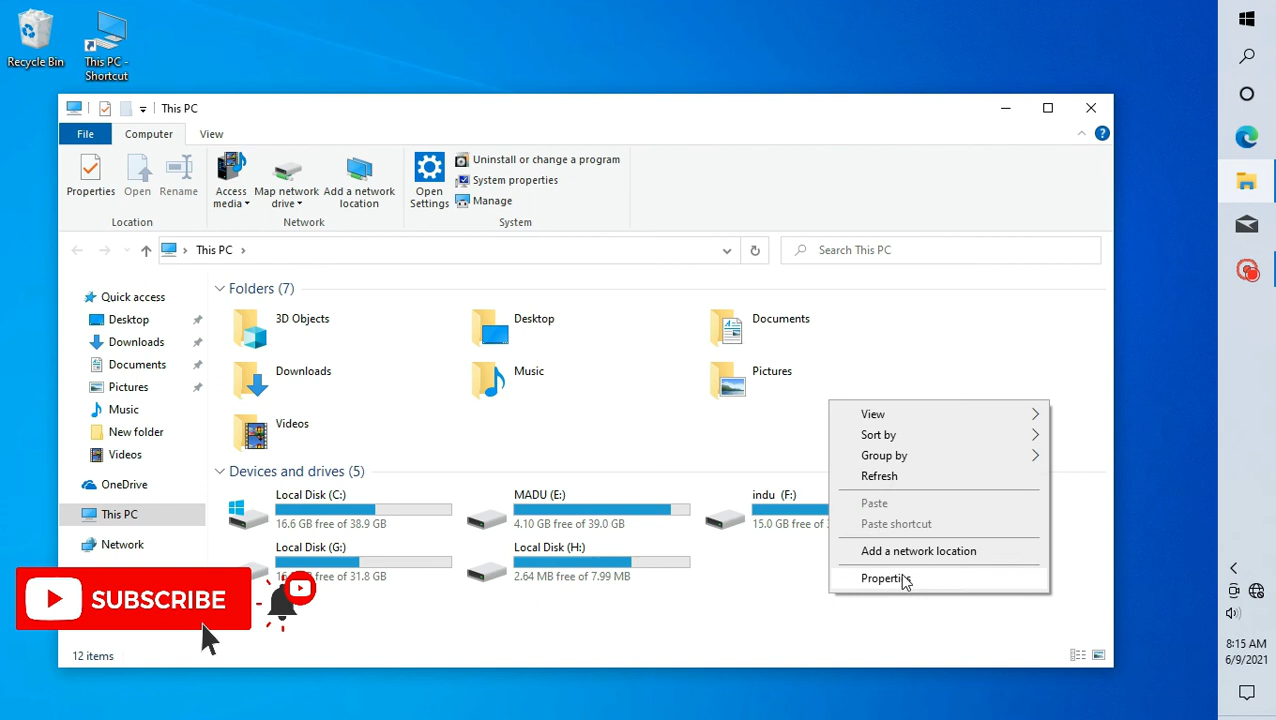 Recycle Bin
This PC -
Shortcut
This PC
File
Computer
View
Properties
Open
Rename
Access
media
Map network
drive
Add a network
location
Open
Settings
Uninstall or change a program
System properties
Manage
Location
Network
System
This PC
Search This PC
Quick access
Desktop
Downloads
Documents
Pictures
Music
New folder
Videos
OneDrive
This PC
Network
Folders (7)
3D Objects
Desktop
Documents
Downloads
Music
Pictures
Videos
Devices and drives (5)
Local Disk (C:)
16.6 GB free of 38.9 GB
MADU (E:)
4.10 GB free of 39.0 GB
indu (F:)
15.0 GB free of
Local Disk (G:)
GB free of 31.8 GB
Local Disk (H:)
2.64 MB free of 7.99 MB
View
Sort by
Group by
Refresh
Paste
Paste shortcut
Add a network location
Properties
SUBSCRIBE
12 items
8:15 AM
6/9/2021